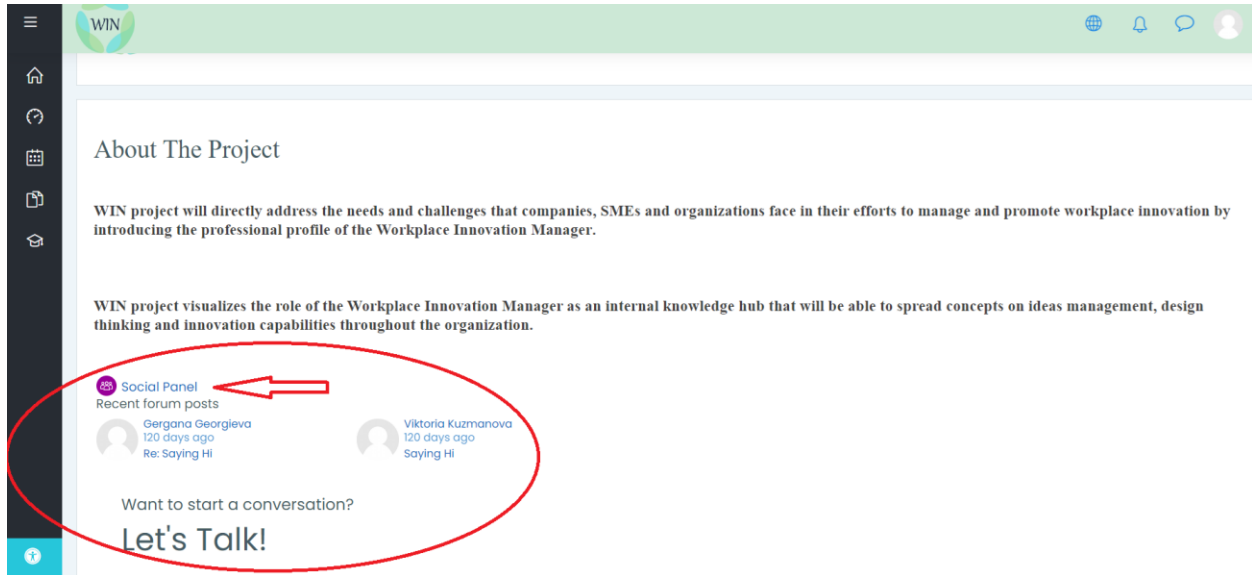 WIN
About The Project
WIN project will directly address the needs and challenges that companies, SMEs and organizations face in their efforts to manage and promote workplace innovation by
introducing the professional profile of the Workplace Innovation Manager.
WIN project visualizes the role of the Workplace Innovation Manager as an internal knowledge hub that will be able to spread concepts on ideas management, design
thinking and innovation capabilities throughout the organization.
Social Panel
Recent forum posts
Gergana Georgieva
120 days ago
Re: Saying Hi
Viktoria Kuzmanova
120 days ago
Saying Hi
Want to start a conversation?
Let's Talk!